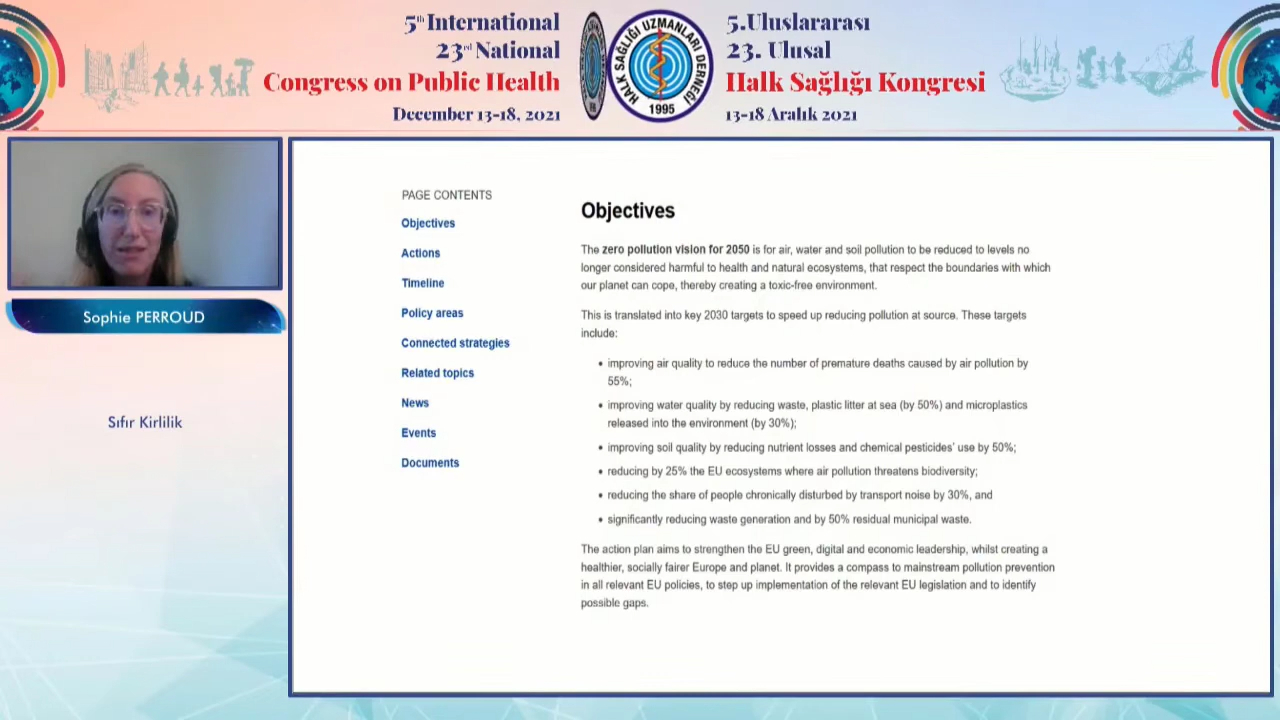 5th International
23rd National
Congress on Public Health
December 13-18, 2021
HALK SAĞLIĞI UZMANLARI DERNEĞİ
1995
5.Uluslararası
23. Ulusal
Halk Sağlığı Kongresi
13-18 Aralık 2021
Sophie PERROUD
Sıfır Kirlilik
PAGE CONTENTS
Objectives
Actions
Timeline
Policy areas
Connected strategies
Related topics
News
Events
Documents
Objectives
The zero pollution vision for 2050 is for air, water and soil pollution to be reduced to levels no
longer considered harmful to health and natural ecosystems, that respect the boundaries with which
our planet can cope, thereby creating a toxic-free environment.
This is translated into key 2030 targets to speed up reducing pollution at source. These targets
include:
• improving air quality to reduce the number of premature deaths caused by air pollution by
55%;
• improving water quality by reducing waste, plastic litter at sea (by 50%) and microplastics
released into the environment (by 30%);
• improving soil quality by reducing nutrient losses and chemical pesticides' use by 50%;
• reducing by 25% the EU ecosystems where air pollution threatens biodiversity;
• reducing the share of people chronically disturbed by transport noise by 30%, and
• significantly reducing waste generation and by 50% residual municipal waste.
The action plan aims to strengthen the EU green, digital and economic leadership, whilst creating a
healthier, socially fairer Europe and planet. It provides a compass to mainstream pollution prevention
in all relevant EU policies, to step up implementation of the relevant EU legislation and to identify
possible gaps.